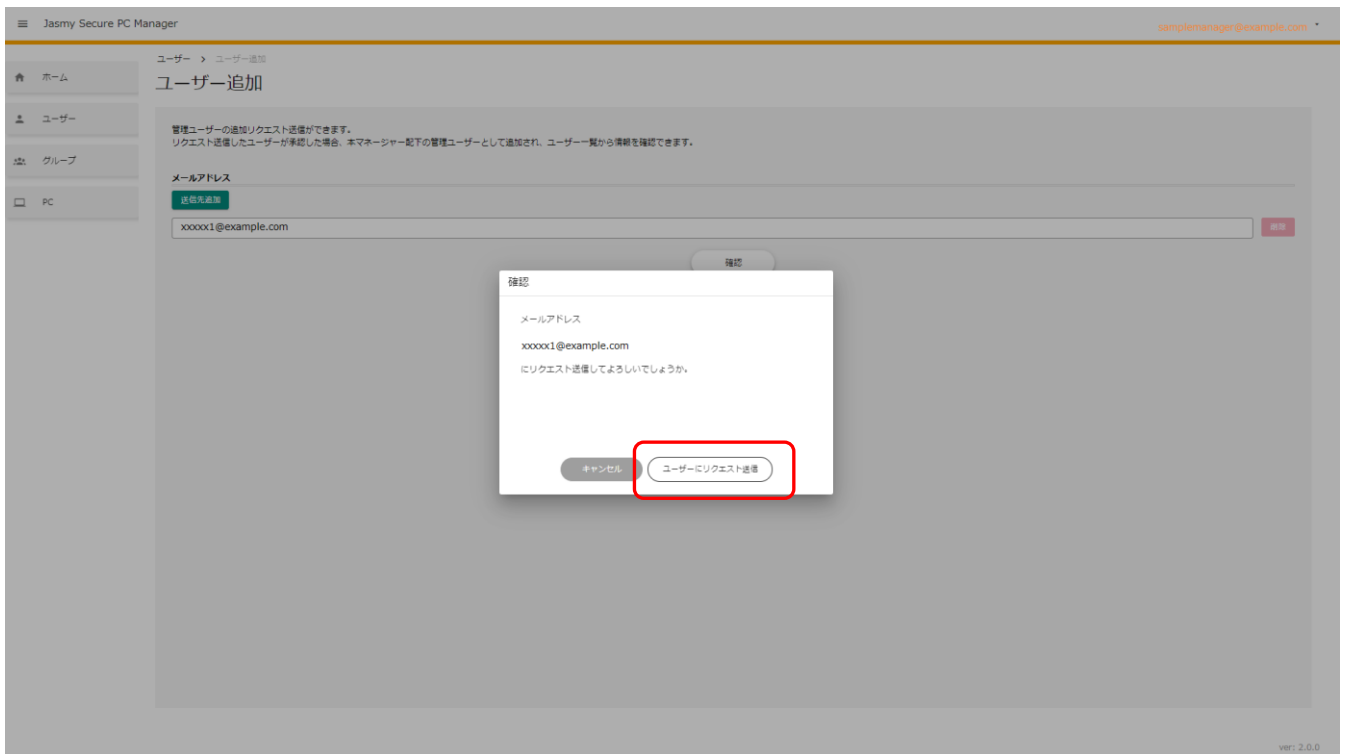 Jasmy Secure PC Manager
samplemanager@example.com
ホーム
ユーザー
グループ
PC
ユーザー > ユーザー追加
ユーザー追加
管理ユーザーの追加リクエスト送信ができます。
リクエスト送信したユーザーが承認した場合、本マネージャー配下の管理ユーザーとして追加され、ユーザー一覧から情報を確認できます。
メールアドレス
送信先追加
xxxxx1@example.com
削除
確認
確認
メールアドレス
xxxxx1@example.com
にリクエスト送信してよろしいでしょうか。
キャンセル
ユーザーにリクエスト送信
ver: 2.0.0